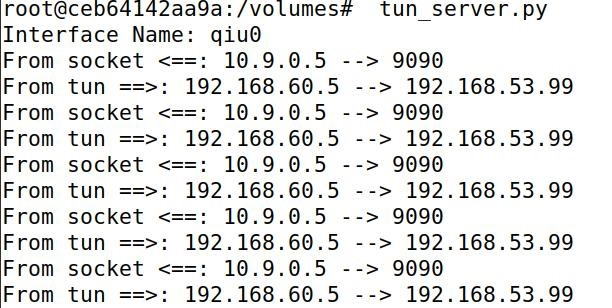 root@ceb64142aa9a:/volumes#  tun_server.py
Interface Name: qiu0
From socket <==: 10.9.0.5 --> 9090
From tun ==>: 192.168.60.5 --> 192.168.53.99
From socket <==: 10.9.0.5 --> 9090
From tun ==>: 192.168.60.5 --> 192.168.53.99
From socket <==: 10.9.0.5 --> 9090
From tun ==>: 192.168.60.5 --> 192.168.53.99
From socket <==: 10.9.0.5 --> 9090
From tun ==>: 192.168.60.5 --> 192.168.53.99
From socket <==: 10.9.0.5 --> 9090
From tun ==>: 192.168.60.5 --> 192.168.53.99